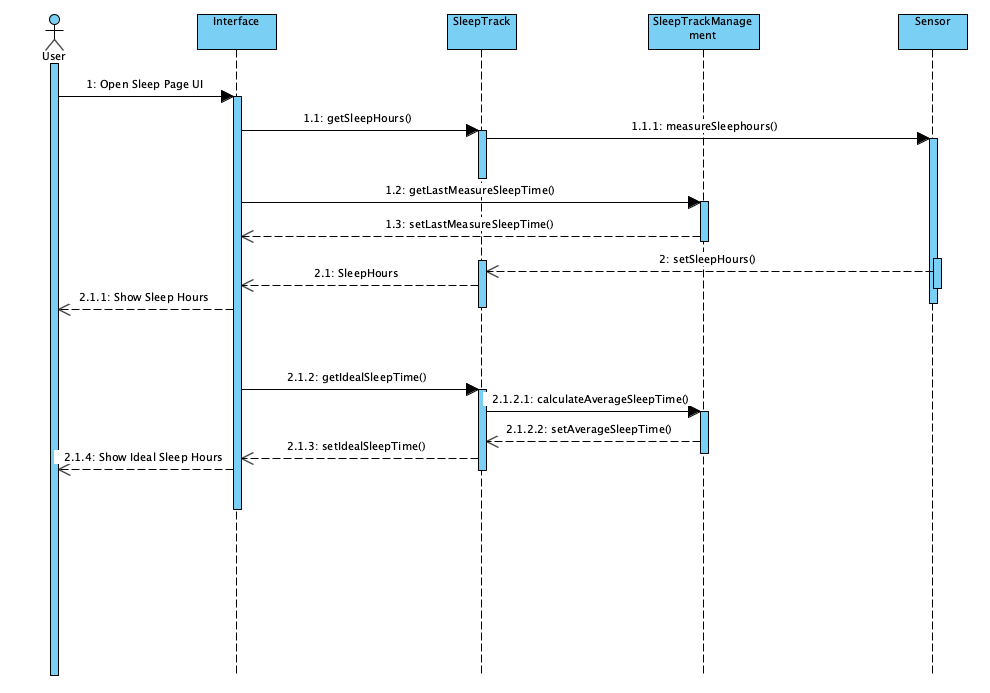 Interface
SleepTrack
SleepTrackManage
ment
Sensor
User
1: Open Sleep Page UI
1.1: getSleepHours()
1.1.1: measureSleephours()
1.2: getLastMeasureSleepTime()
1.3: setLastMeasureSleepTime()
2: setSleepHours()
2.1: SleepHours
2.1.1: Show Sleep Hours
2.1.2: getIdealSleepTime()
2.1.2.1: calculateAverageSleepTime()
2.1.2.2: setAverageSleepTime()
2.1.3: setIdealSleepTime()
2.1.4: Show Ideal Sleep Hours